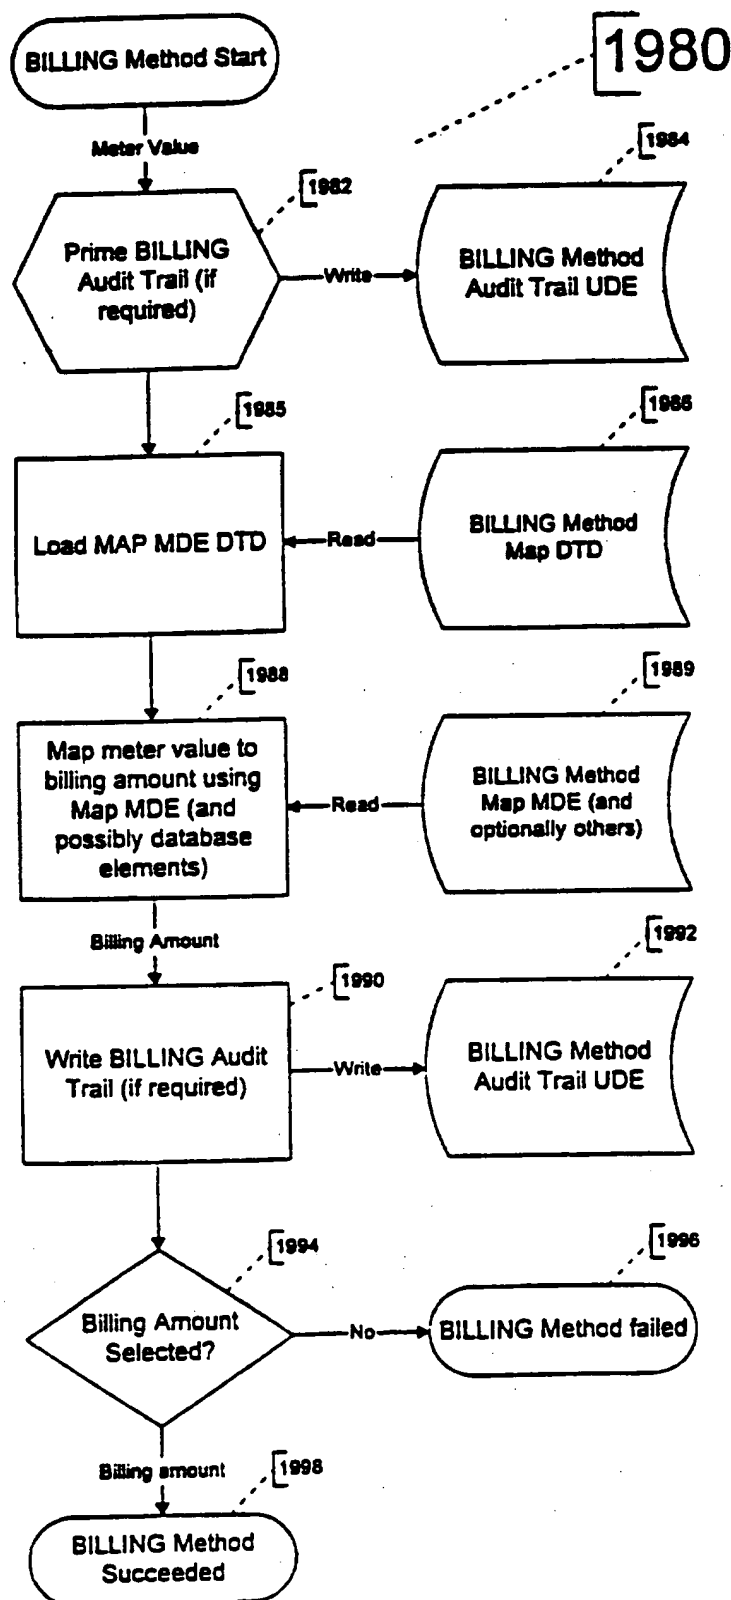 BILLING Method Start
1980
Meter Value
1984
1982
Prime BILLING
Audit Trail (if
required)
Write
BILLING Method
Audit Trail UDE
1985
1986
Load MAP MDE DTD
Read
BILLING Method
Map DTD
1988
1989
Map meter value to
billing amount using
Map MDE (and
possibly database
elements)
Read
BILLING Method
Map MDE (and
optionally others)
Billing Amount
1992
1990
Write BILLING Audit
Trail (if required)
Write
BILLING Method
Audit Trail UDE
1994
1996
Billing Amount
Selected?
No
BILLING Method failed
Billing amount
1998
BILLING Method
Succeeded